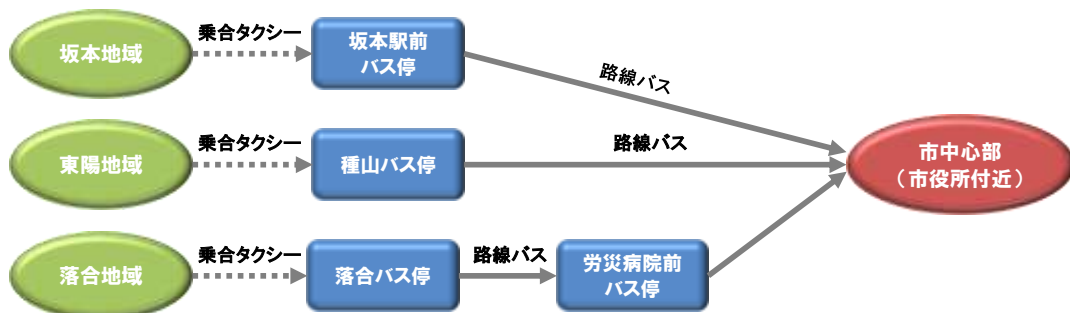 坂本地域
乗合タクシー
坂本駅前
バス停
路線バス
東陽地域
乗合タクシー
種山バス停
路線バス
市中心部
（市役所付近）
落合地域
乗合タクシー
落合バス停
路線バス
労災病院前
バス停